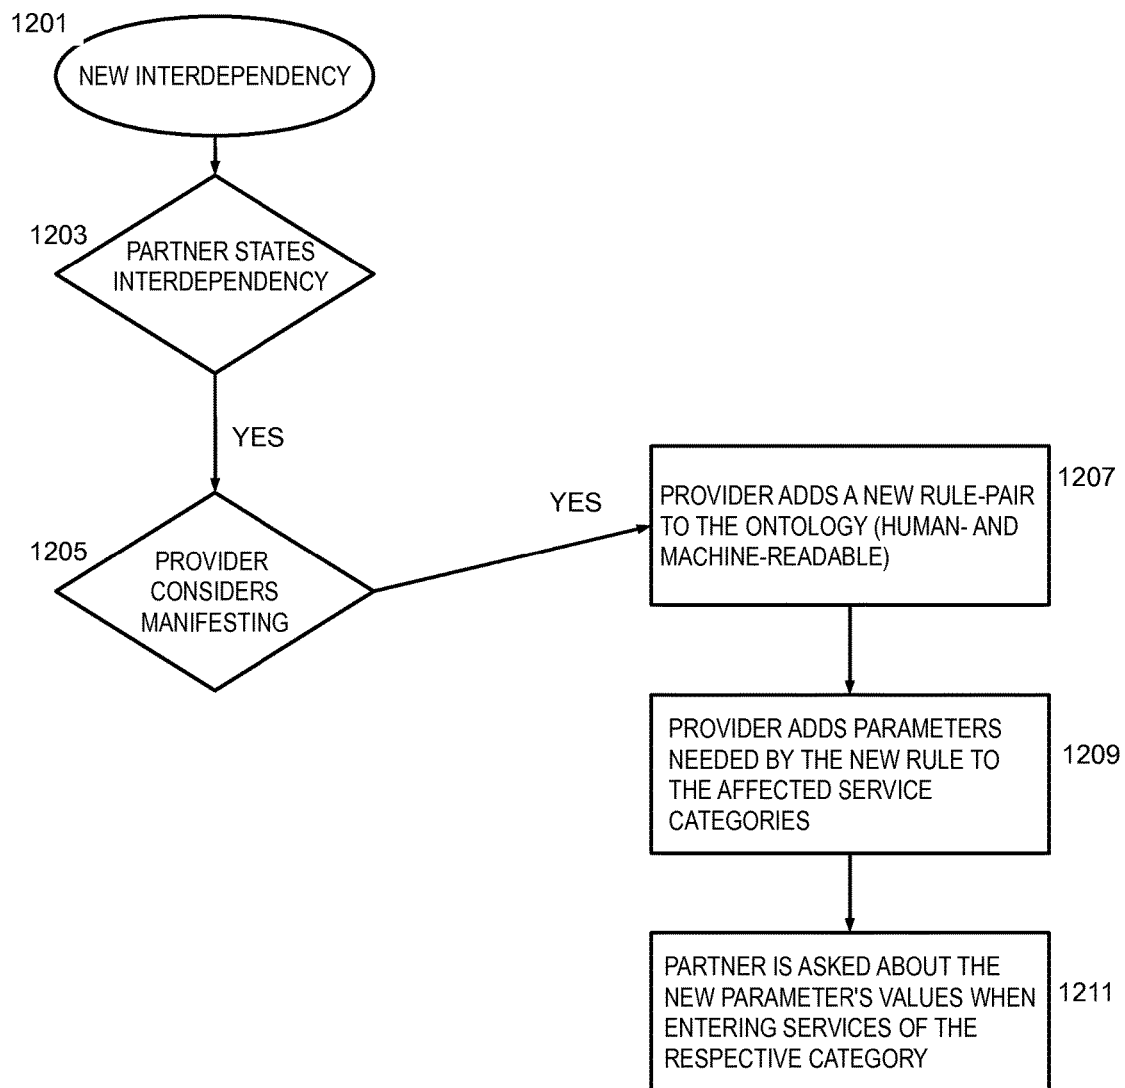 1201
NEW INTERDEPENDENCY
1203
PARTNER STATES
INTERDEPENDENCY
YES
1205
PROVIDER
CONSIDERS
MANIFESTING
YES
1207
PROVIDER ADDS A NEW RULE-PAIR
TO THE ONTOLOGY (HUMAN- AND
MACHINE-READABLE)
PROVIDER ADDS PARAMETERS
NEEDED BY THE NEW RULE TO
THE AFFECTED SERVICE
CATEGORIES
1209
PARTNER IS ASKED ABOUT THE
NEW PARAMETER'S VALUES WHEN
ENTERING SERVICES OF THE
RESPECTIVE CATEGORY
1211